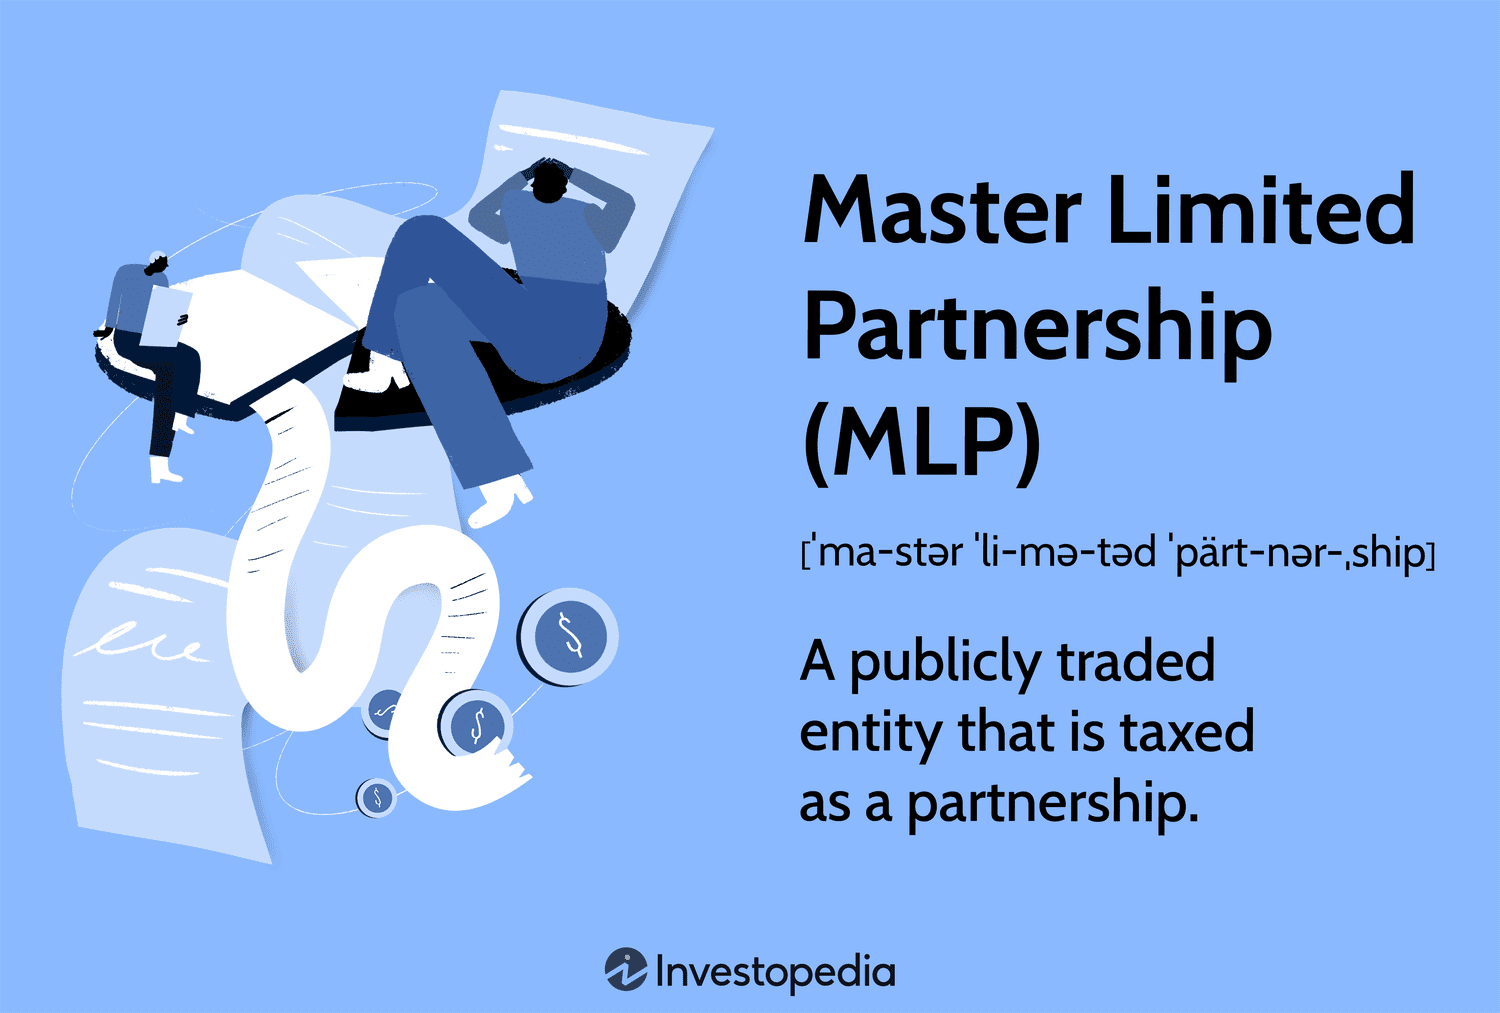 Master Limited
Partnership
(MLP)
[ˈma-stər ˈli-mə-təd ˈpärt-nər-ˌship]
A publicly traded
entity that is taxed
as a partnership.
Investopedia